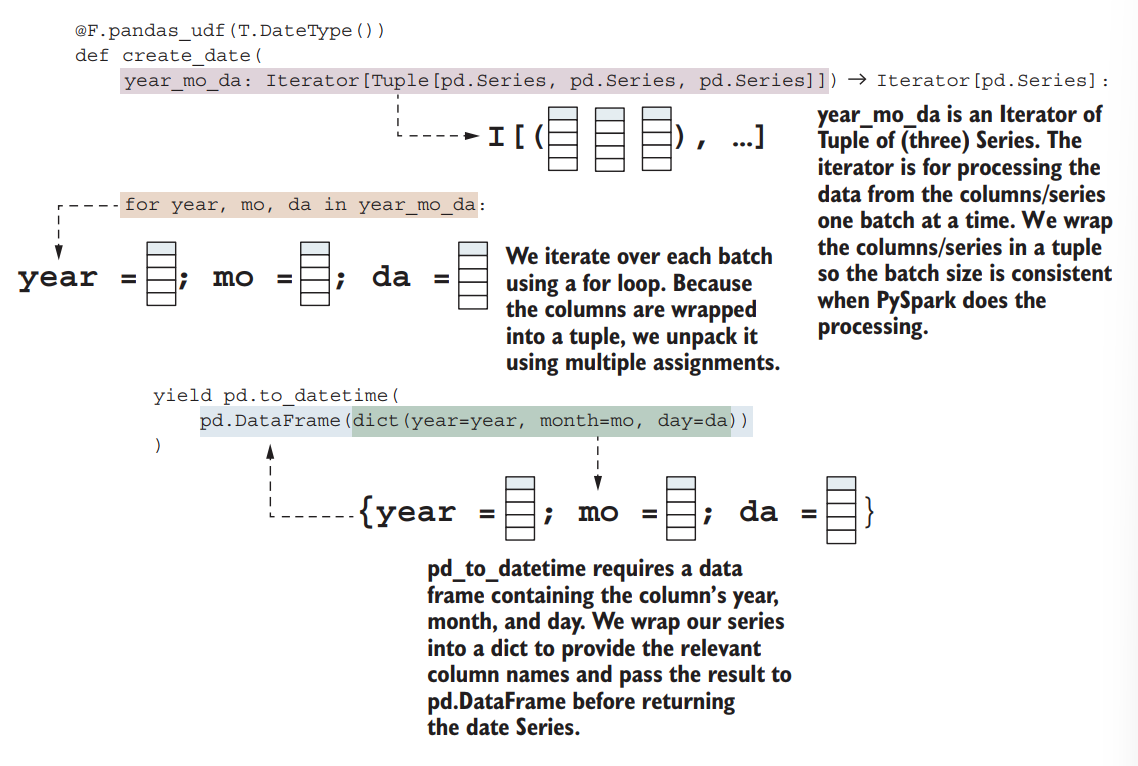 @F.pandas_udf(T.DateType())
def create_date(
year_mo_da: Iterator[Tuple[pd.Series, pd.Series, pd.Series]]) → Iterator[pd.Series]:
I[( ), …]
year_mo_da is an Iterator of
Tuple of (three) Series. The
iterator is for processing the
data from the columns/series
one batch at a time. We wrap
the columns/series in a tuple
so the batch size is consistent
when PySpark does the
processing.
for year, mo, da in year_mo_da:
year = ; mo = ; da =
We iterate over each batch
using a for loop. Because
the columns are wrapped
into a tuple, we unpack it
using multiple assignments.
yield pd.to_datetime(
pd.DataFrame(dict(year=year, month=mo, day=da))
)
{year = ; mo = ; da = }
pd_to_datetime requires a data
frame containing the column's year,
month, and day. We wrap our series
into a dict to provide the relevant
column names and pass the result to
pd.DataFrame before returning
the date Series.